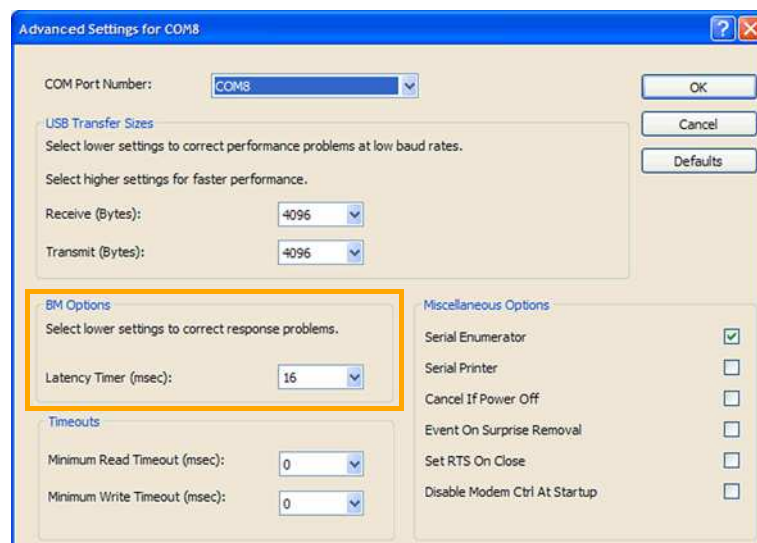 Advanced Settings for COM8
COM Port Number:
COM8
OK
Cancel
Defaults
USB Transfer Sizes
Select lower settings to correct performance problems at low baud rates.
Select higher settings for faster performance.
Receive (Bytes):
4096
Transmit (Bytes):
4096
BM Options
Select lower settings to correct response problems.
Latency Timer (msec):
16
Timeouts
Minimum Read Timeout (msec):
0
Minimum Write Timeout (msec):
0
Miscellaneous Options
Serial Enumerator
Serial Printer
Cancel If Power Off
Event On Surprise Removal
Set RTS On Close
Disable Modem Ctrl At Startup